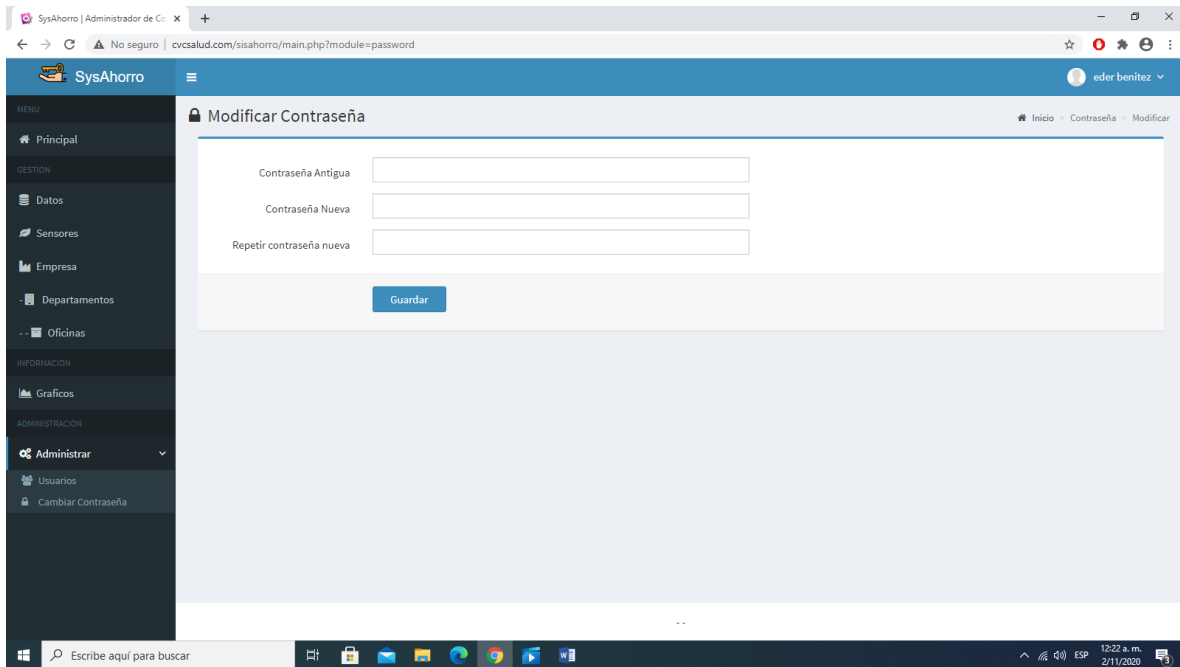 SysAhorro | Administrador de Co
No seguro | cvcsalud.com/sisahorro/main.php?module=password
SysAhorro
eder benitez
MENU
Principal
GESTION
Datos
Sensores
Empresa
- Departamentos
-- Oficinas
INFORMACION
Graficos
ADMINISTRACION
Administrar
Usuarios
Cambiar Contraseña
Modificar Contraseña
Inicio > Contraseña > Modificar
Contraseña Antigua
Contraseña Nueva
Repetir contraseña nueva
Guardar
- -
Escribe aquí para buscar
ESP
12:22 a. m.
2/11/2020
3